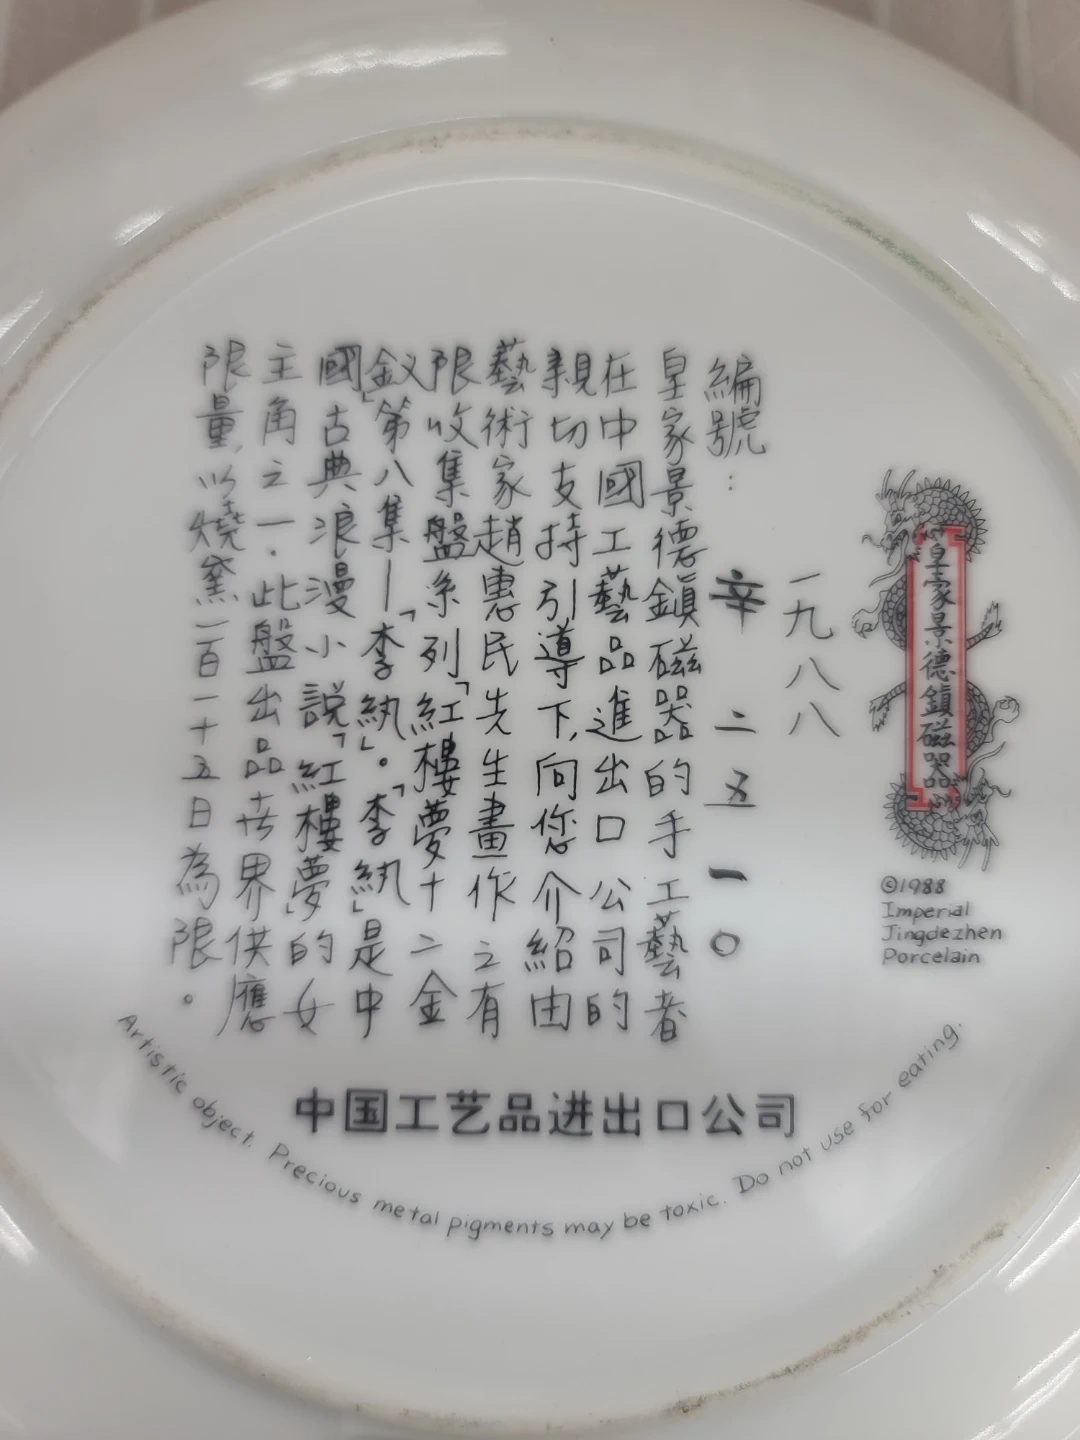 皇家景德鎮磁器
©1988
Imperial
Jingdezhen
Porcelain
一九八八
編號：辛二五一〇
皇家景德鎮磁器的手工藝者
在中國工藝品進出口公司的
親切支持引導下,向您介紹由
藝術家趙惠民先生畫作之有
限收集盤系列「紅樓夢十二金
釵」第八集—「李紈」。「李紈」是中
國古典浪漫小說「紅樓夢」的女
主角之一.此盤出品世界供應
限量,以燒窯一百一十五日為限。
中国工艺品进出口公司
Artistic object. Precious metal pigments may be toxic. Do not use for eating.